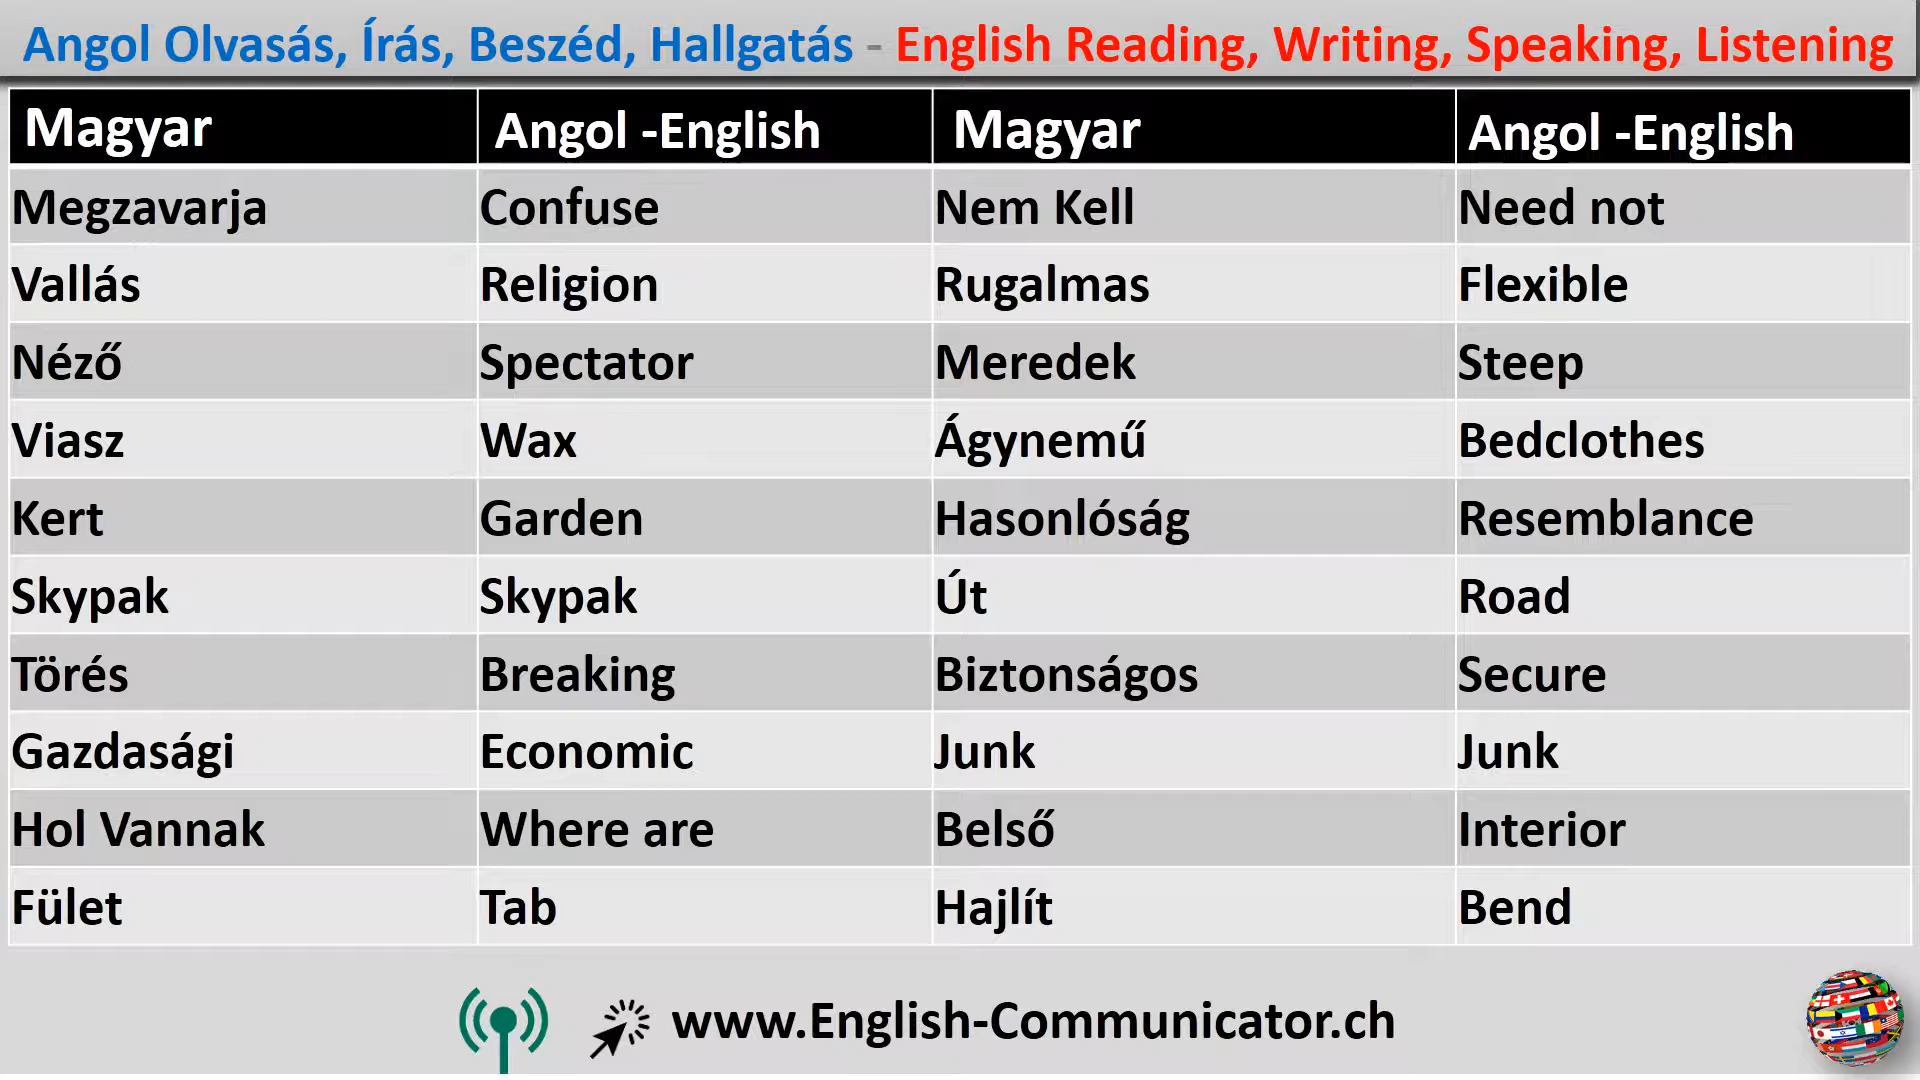 Angol Olvasás, Írás, Beszéd, Hallgatás - English Reading, Writing, Speaking, Listening
Magyar Angol -English Magyar Angol -English
Megzavarja Confuse Nem Kell Need not
Vallás Religion Rugalmas Flexible
Néző Spectator Meredek Steep
Viasz Wax Ágynemű Bedclothes
Kert Garden Hasonlóság Resemblance
Skypak Skypak Út Road
Törés Breaking Biztonságos Secure
Gazdasági Economic Junk Junk
Hol Vannak Where are Belső Interior
Fület Tab Hajlít Bend
www.English-Communicator.ch